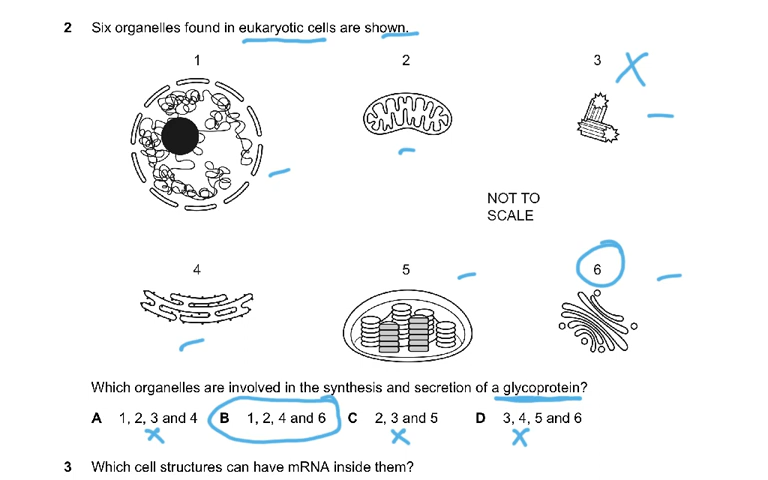 2 Six organelles found in eukaryotic cells are shown.
1 2 3
NOT TO
SCALE
4 5 6
Which organelles are involved in the synthesis and secretion of a glycoprotein?
A 1, 2, 3 and 4 B 1, 2, 4 and 6 C 2, 3 and 5 D 3, 4, 5 and 6
3 Which cell structures can have mRNA inside them?